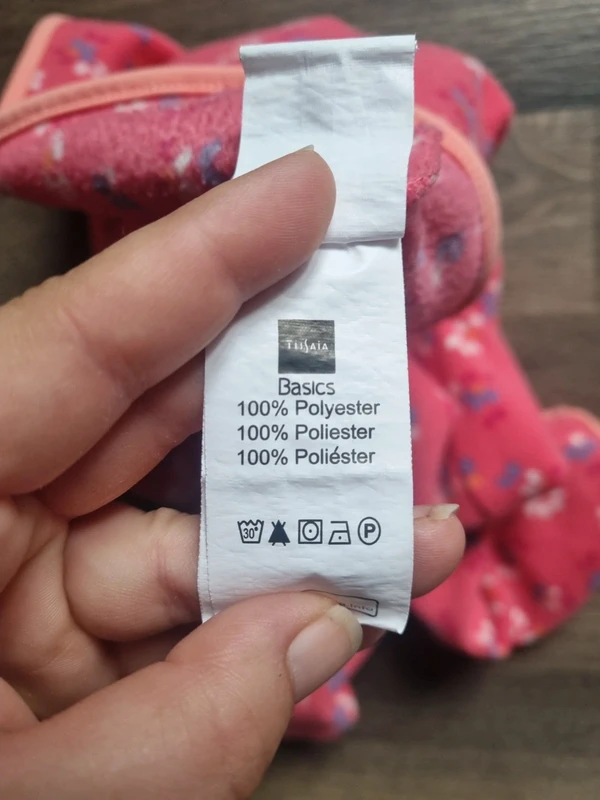 TISSAIA
Basics
100% Polyester
100% Poliester
100% Poliéster
30°
P